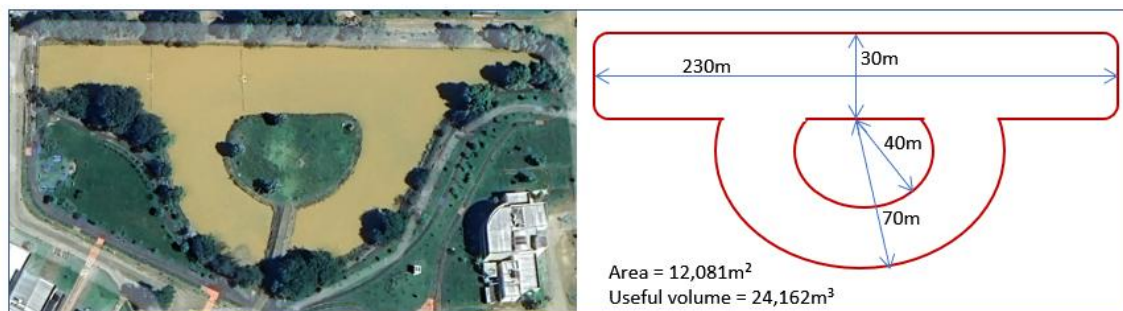 230m
30m
40m
70m
Area = 12,081m²
Useful volume = 24,162m³